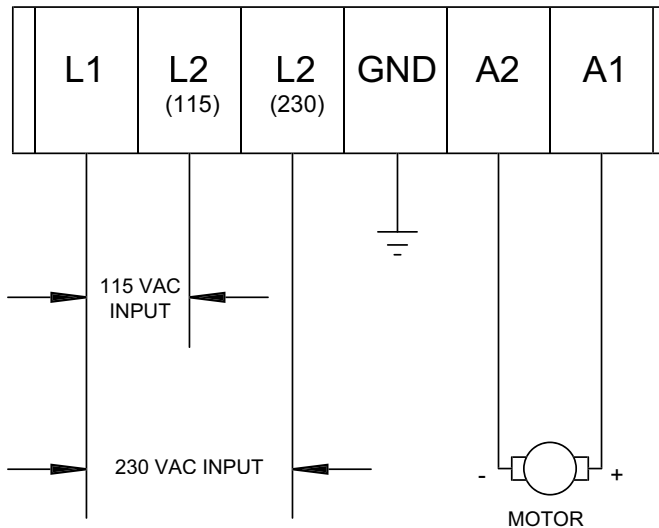 L1
L2
(115)
L2
(230)
GND
A2
A1
115 VAC
INPUT
230 VAC INPUT
- +
MOTOR